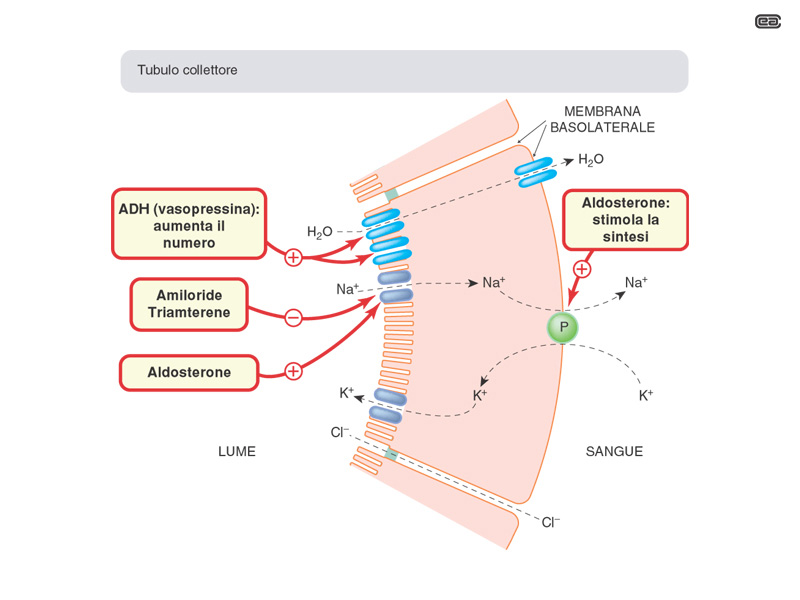 Tubulo collettore
MEMBRANA
BASOLATERALE
H₂O
ADH (vasopressina):
aumenta il
numero
+
H₂O
Aldosterone:
stimola la
sintesi
+
Amiloride
Triamterene
−
Na⁺
Na⁺
Na⁺
P
Aldosterone
+
K⁺
K⁺
K⁺
Cl⁻
LUME
SANGUE
Cl⁻